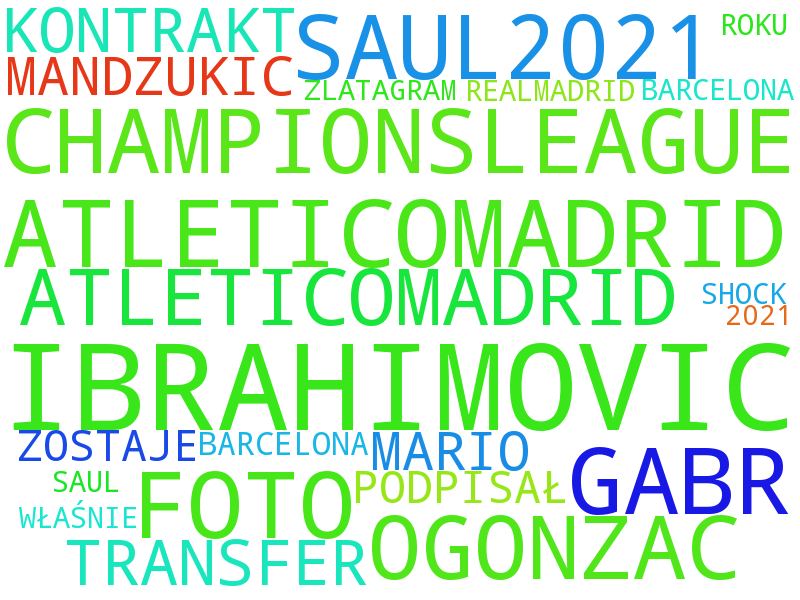 KONTRAKT SAUL2021 ROKU
MANDZUKIC ZLATAGRAM REALMADRID BARCELONA
CHAMPIONSLEAGUE
ATLETICOMADRID
ATLETICOMADRID SHOCK
2021
IBRAHIMOVIC
ZOSTAJE BARCELONA MARIO GABR
SAUL FOTO PODPISAŁ
WŁAŚNIE
TRANSFER OGONZAC